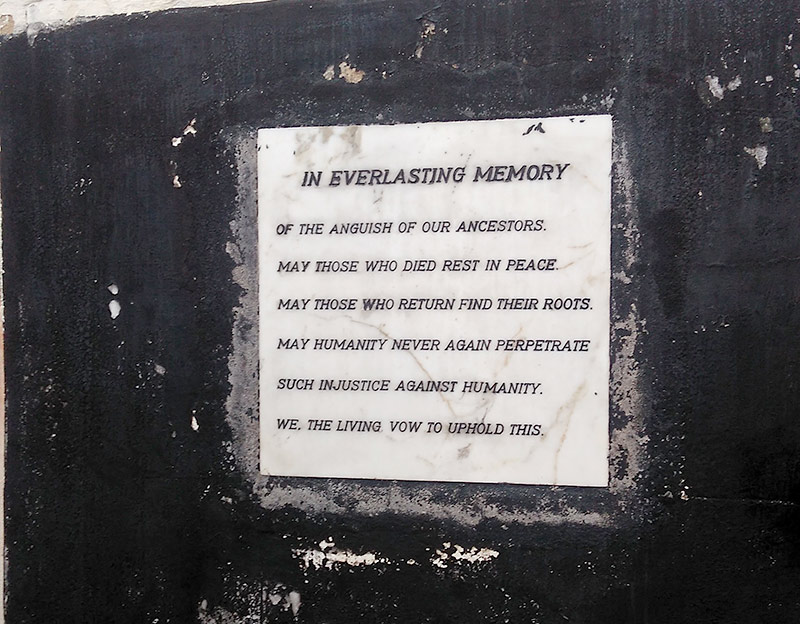 IN EVERLASTING MEMORY
OF THE ANGUISH OF OUR ANCESTORS.
MAY THOSE WHO DIED REST IN PEACE.
MAY THOSE WHO RETURN FIND THEIR ROOTS.
MAY HUMANITY NEVER AGAIN PERPETRATE
SUCH INJUSTICE AGAINST HUMANITY.
WE, THE LIVING, VOW TO UPHOLD THIS.